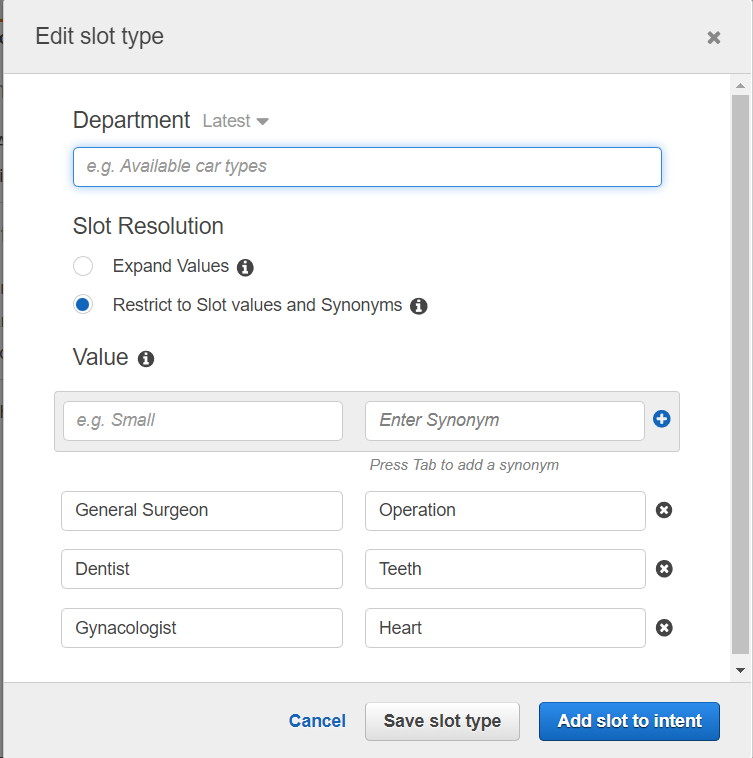 Edit slot type
Department Latest
e.g. Available car types
Slot Resolution
Expand Values
Restrict to Slot values and Synonyms
Value
e.g. Small Enter Synonym
Press Tab to add a synonym
General Surgeon Operation
Dentist Teeth
Gynacologist Heart
Cancel Save slot type Add slot to intent